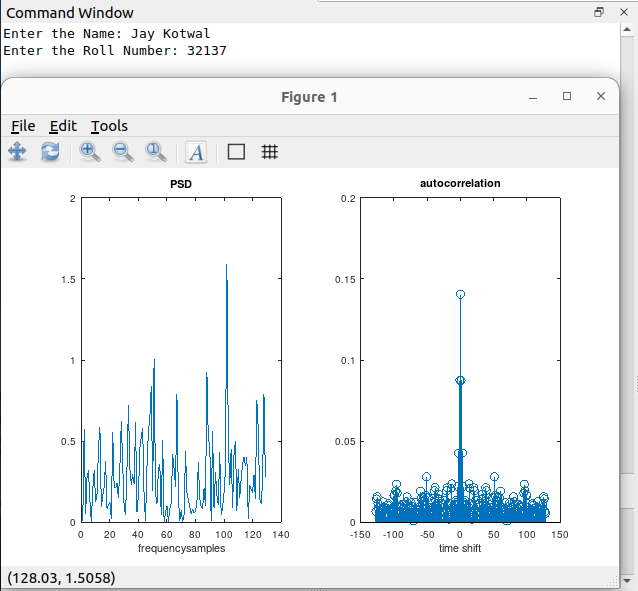 Command Window
Enter the Name: Jay Kotwal
Enter the Roll Number: 32137
Figure 1
File Edit Tools
A
PSD
2
1.5
1
0.5
0
0 20 40 60 80 100 120 140
frequencysamples
autocorrelation
0.2
0.15
0.1
0.05
0
-150 -100 -50 0 50 100 150
time shift
(128.03, 1.5058)